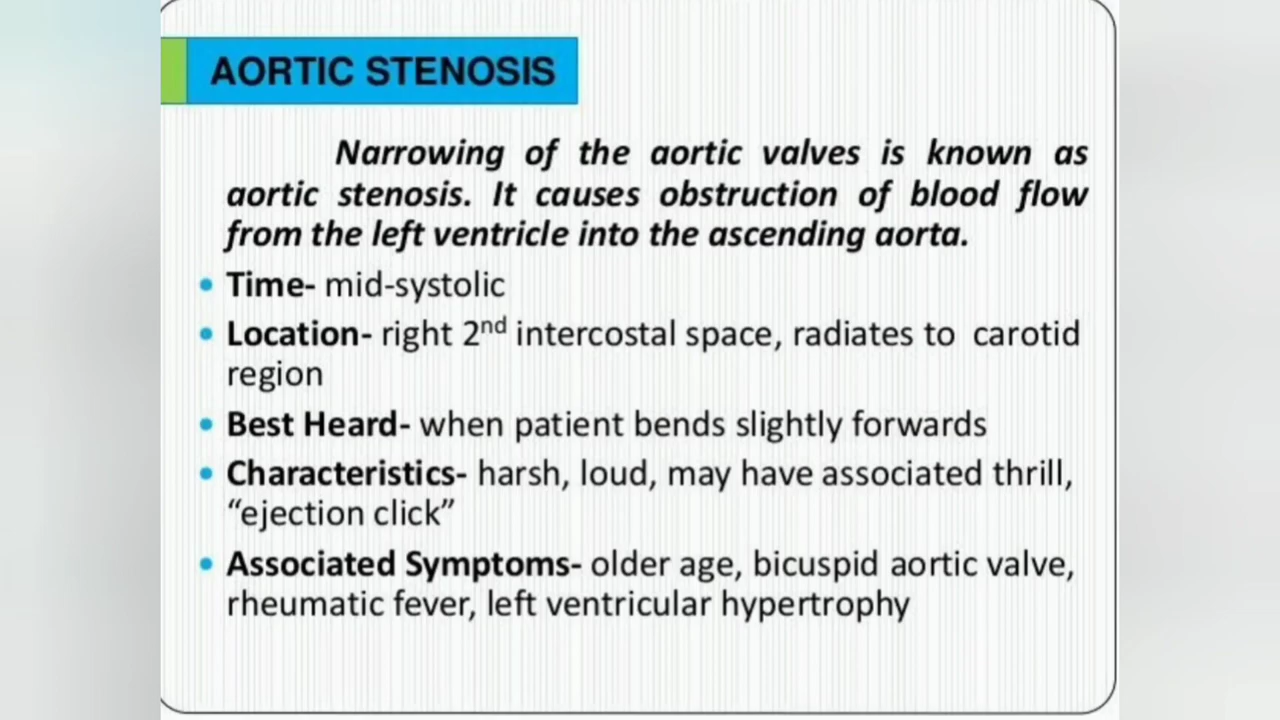 AORTIC STENOSIS
Narrowing of the aortic valves is known as
aortic stenosis. It causes obstruction of blood flow
from the left ventricle into the ascending aorta.
• Time- mid-systolic
• Location- right 2nd intercostal space, radiates to carotid
region
• Best Heard- when patient bends slightly forwards
• Characteristics- harsh, loud, may have associated thrill,
“ejection click”
• Associated Symptoms- older age, bicuspid aortic valve,
rheumatic fever, left ventricular hypertrophy